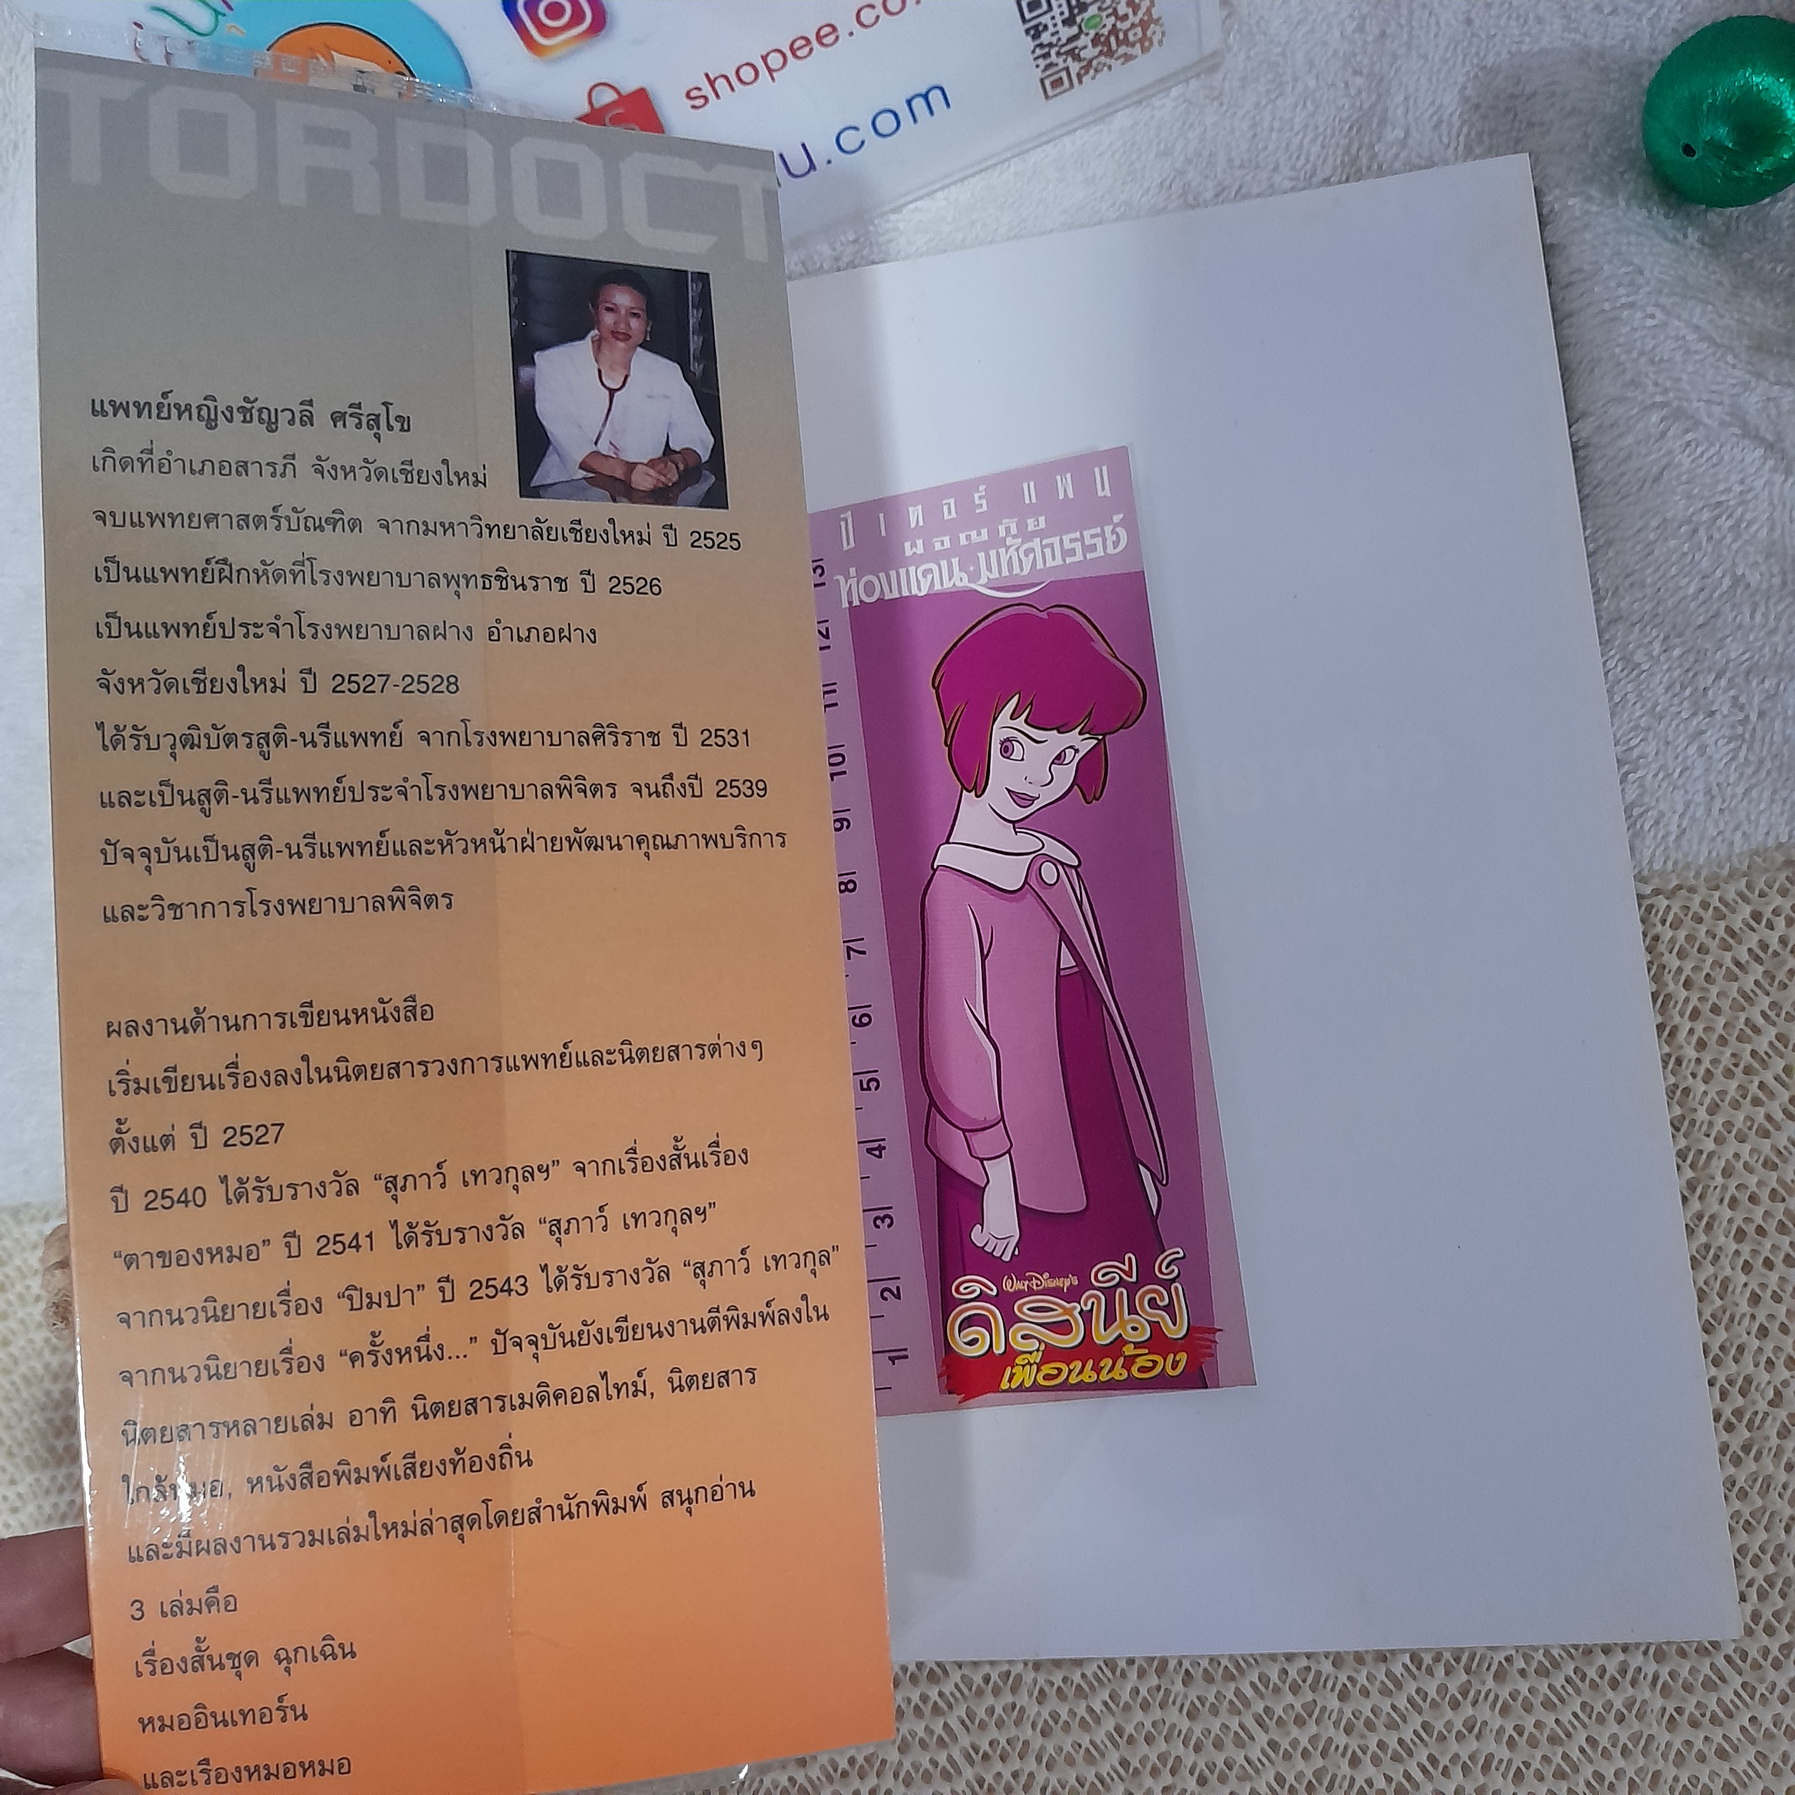 shopee.co
u.com
TORDOCT
แพทย์หญิงชัญวลี ศรีสุโข
เกิดที่อำเภอสารภี จังหวัดเชียงใหม่
จบแพทยศาสตร์บัณฑิต จากมหาวิทยาลัยเชียงใหม่ ปี 2525
เป็นแพทย์ฝึกหัดที่โรงพยาบาลพุทธชินราช ปี 2526
เป็นแพทย์ประจำโรงพยาบาลฝาง อำเภอฝาง
จังหวัดเชียงใหม่ ปี 2527-2528
ได้รับวุฒิบัตรสูติ-นรีแพทย์ จากโรงพยาบาลศิริราช ปี 2531
และเป็นสูติ-นรีแพทย์ประจำโรงพยาบาลพิจิตร จนถึงปี 2539
ปัจจุบันเป็นสูติ-นรีแพทย์และหัวหน้าฝ่ายพัฒนาคุณภาพบริการ
และวิชาการโรงพยาบาลพิจิตร
ผลงานด้านการเขียนหนังสือ
เริ่มเขียนเรื่องลงในนิตยสารวงการแพทย์และนิตยสารต่างๆ
ตั้งแต่ ปี 2527
ปี 2540 ได้รับรางวัล “สุภาว์ เทวกุลฯ” จากเรื่องสั้นเรื่อง
“ตาของหมอ” ปี 2541 ได้รับรางวัล “สุภาว์ เทวกุลฯ”
จากนวนิยายเรื่อง “ปิมปา” ปี 2543 ได้รับรางวัล “สุภาว์ เทวกุล”
จากนวนิยายเรื่อง “ครั้งหนึ่ง...” ปัจจุบันยังเขียนงานตีพิมพ์ลงใน
นิตยสารหลายเล่ม อาทิ นิตยสารเมดิคอลไทม์, นิตยสาร
ใกล้หมอ, หนังสือพิมพ์เสียงท้องถิ่น
และมีผลงานรวมเล่มใหม่ล่าสุดโดยสำนักพิมพ์ สนุกอ่าน
3 เล่มคือ
เรื่องสั้นชุด ฉุกเฉิน
หมออินเทอร์น
และเรื่องหมอหมอ
ปีเตอร์ แพน
ผจญภัย
ท่องแดนมหัศจรรย์
13
12
11
10
9
8
7
6
5
4
3
2
1
WALT DISNEY'S
ดิสนีย์
เพื่อนน้อง